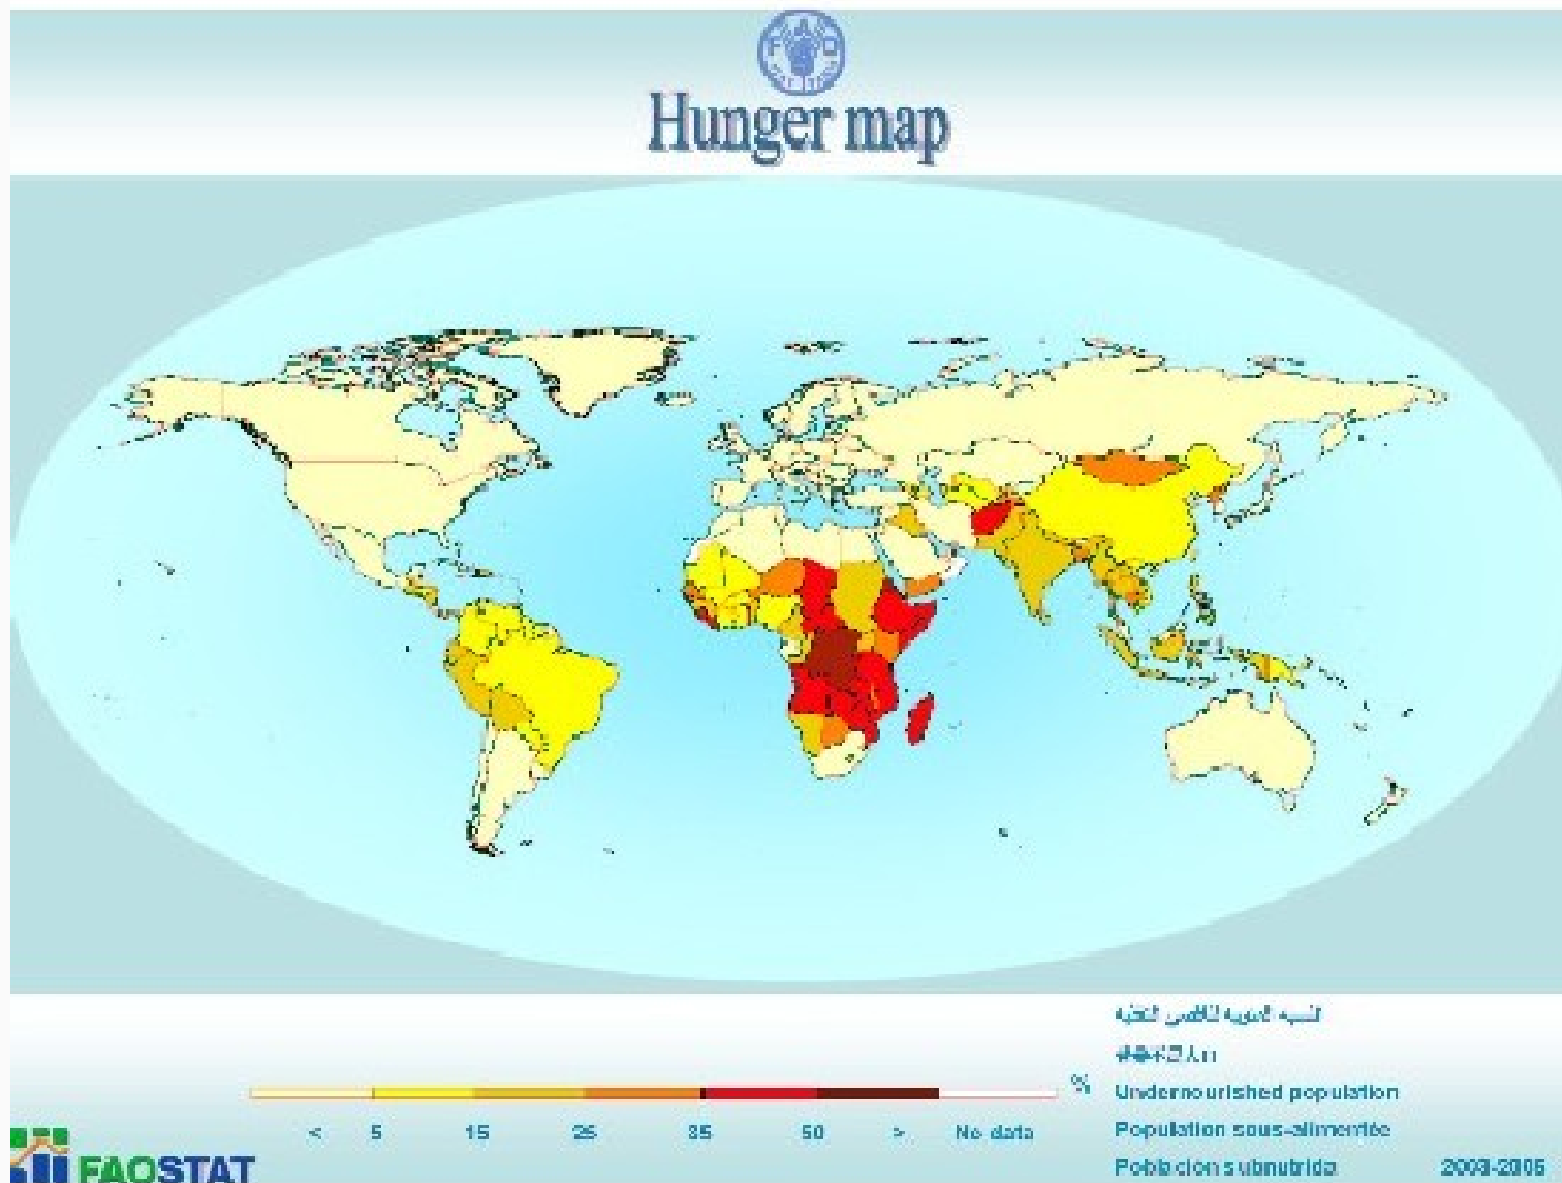 F A O
Hunger map
%
< 5 15 25 35 50 > No data
Undernourished population
Population sous-alimentée
Población subnutrida
2003-2005
FAOSTAT